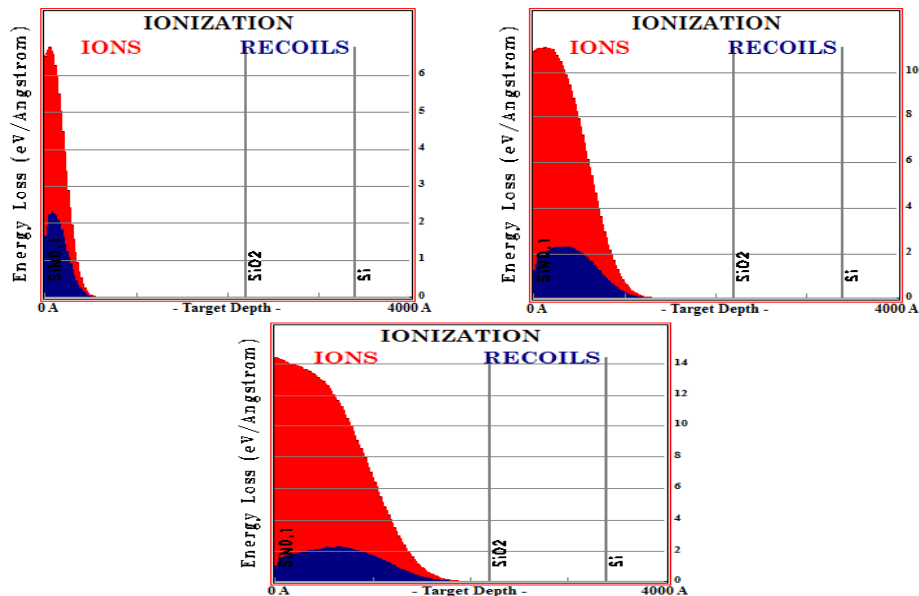 IONIZATION
IONS RECOILS
Energy Loss (eV/Angstrom)
6
5
4
3
2
1
0
SiN0,1
SiO2
Si
0 A - Target Depth - 4000 A
IONIZATION
IONS RECOILS
Energy Loss (eV/Angstrom)
10
8
6
4
2
0
SiN0,1
SiO2
Si
0 A - Target Depth - 4000 A
IONIZATION
IONS RECOILS
Energy Loss (eV/Angstrom)
14
12
10
8
6
4
2
0
SiN0,1
SiO2
Si
0 A - Target Depth - 4000 A